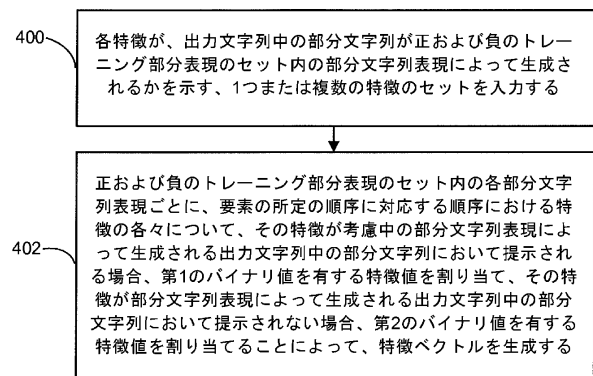 400
各特徴が、出力文字列中の部分文字列が正および負のトレー
ニング部分表現のセット内の部分文字列表現によって生成さ
れるかを示す、1つまたは複数の特徴のセットを入力する
402
正および負のトレーニング部分表現のセット内の各部分文字
列表現ごとに、要素の所定の順序に対応する順序における特
徴の各々について、その特徴が考慮中の部分文字列表現によ
って生成される出力文字列中の部分文字列において提示され
る場合、第1のバイナリ値を有する特徴値を割り当て、その特
徴が部分文字列表現によって生成される出力文字列中の部分
文字列において提示されない場合、第2のバイナリ値を有する
特徴値を割り当てることによって、特徴ベクトルを生成する